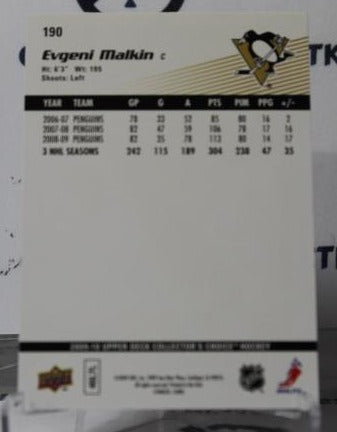 190
Evgeni Malkin C
Ht: 6'3" Wt: 195
Shoots: Left
YEAR TEAM GP G A PTS PIM PPG +/-
2006-07 PENGUINS 78 33 52 85 80 16 2
2007-08 PENGUINS 82 47 59 106 78 17 16
2008-09 PENGUINS 82 35 78 113 80 14 17
3 NHL SEASONS 242 115 189 304 238 47 35
2009-10 UPPER DECK COLLECTOR'S CHOICE HOCKEY